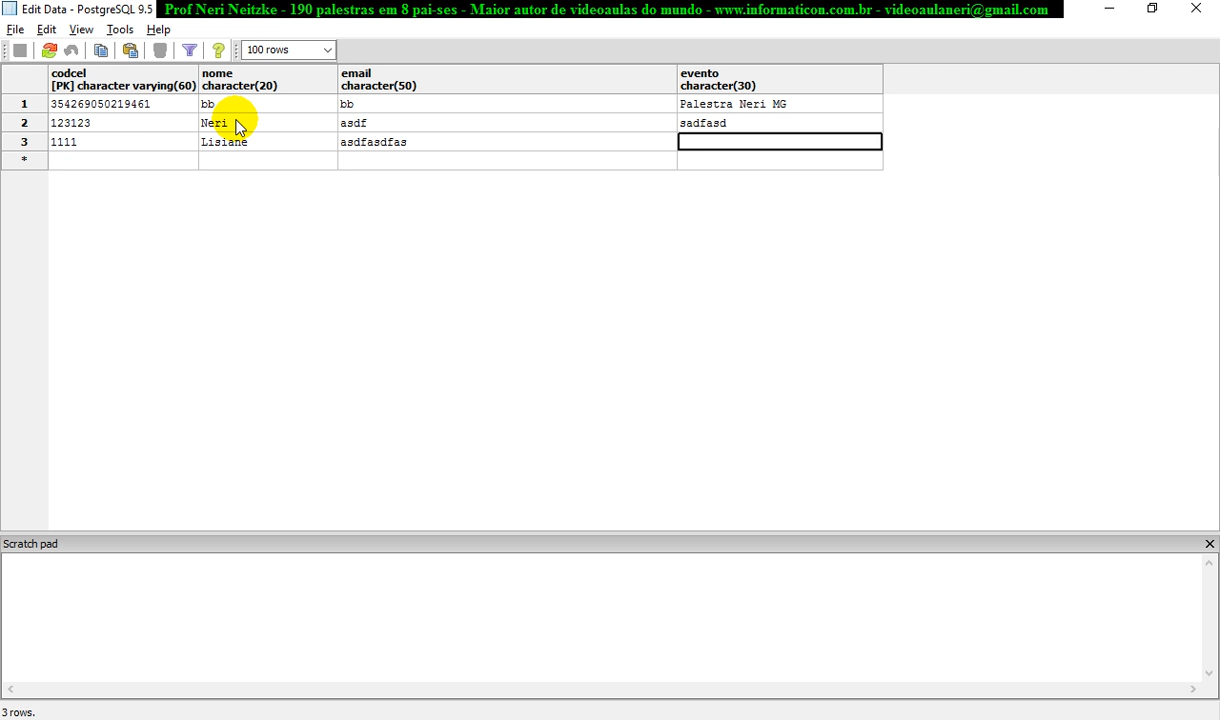 Edit Data - PostgreSQL 9.5 Prof Neri Neitzke - 190 palestras em 8 pai-ses - Maior autor de videoaulas do mundo - www.informaticon.com.br - videoaulaneri@gmail.com
File Edit View Tools Help
100 rows
codcel nome email evento
[PK] character varying(60) character(20) character(50) character(30)
1 354269050219461 bb bb Palestra Neri MG
2 123123 Neri asdf sadfasd
3 1111 Lisiane asdfasdfas
*
Scratch pad
3 rows.